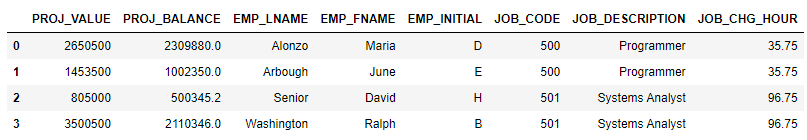 PROJ_VALUE PROJ_BALANCE EMP_LNAME EMP_FNAME EMP_INITIAL JOB_CODE JOB_DESCRIPTION JOB_CHG_HOUR
0 2650500 2309880.0 Alonzo Maria D 500 Programmer 35.75
1 1453500 1002350.0 Arbough June E 500 Programmer 35.75
2 805000 500345.2 Senior David H 501 Systems Analyst 96.75
3 3500500 2110346.0 Washington Ralph B 501 Systems Analyst 96.75